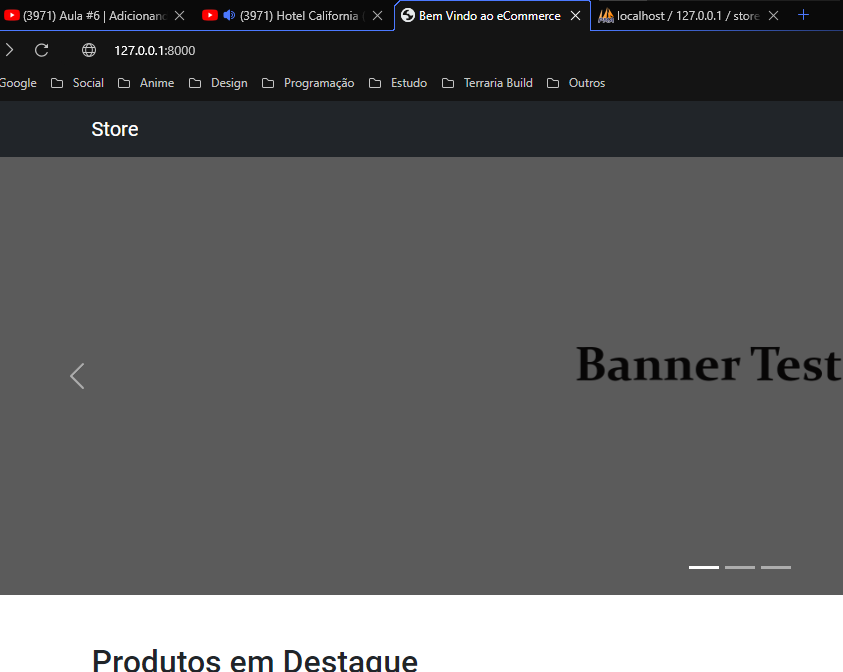 (3971) Aula #6 | Adicionand (3971) Hotel California ( Bem Vindo ao eCommerce localhost / 127.0.0.1 / store
127.0.0.1:8000
Google Social Anime Design Programação Estudo Terraria Build Outros
Store
Banner Test
Produtos em Destaque